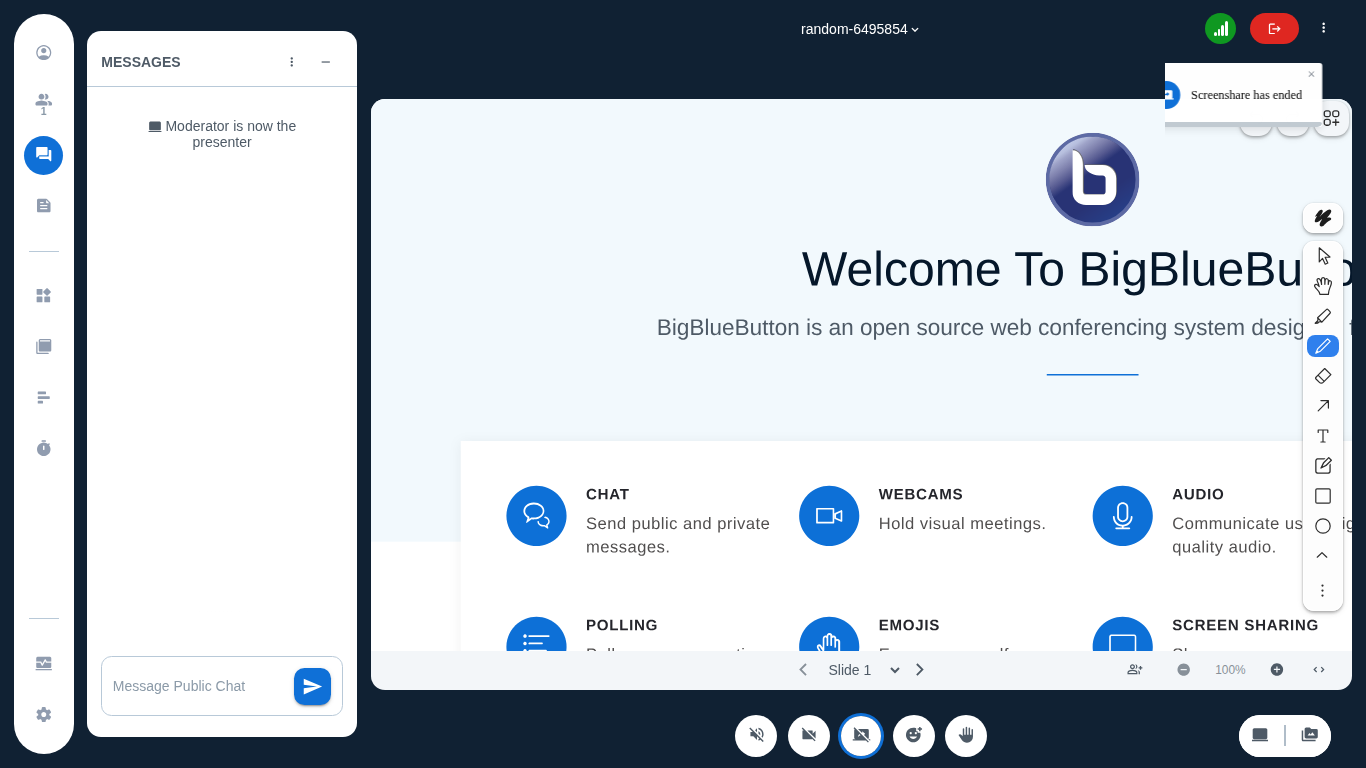 random-6495854
MESSAGES
1
Moderator is now the
presenter
Message Public Chat
Screenshare has ended
Welcome To BigBlueBu
BigBlueButton is an open source web conferencing system desig
CHAT
Send public and private
messages.
WEBCAMS
Hold visual meetings.
AUDIO
Communicate us
quality audio.
POLLING
EMOJIS
SCREEN SHARING
Slide 1
100%